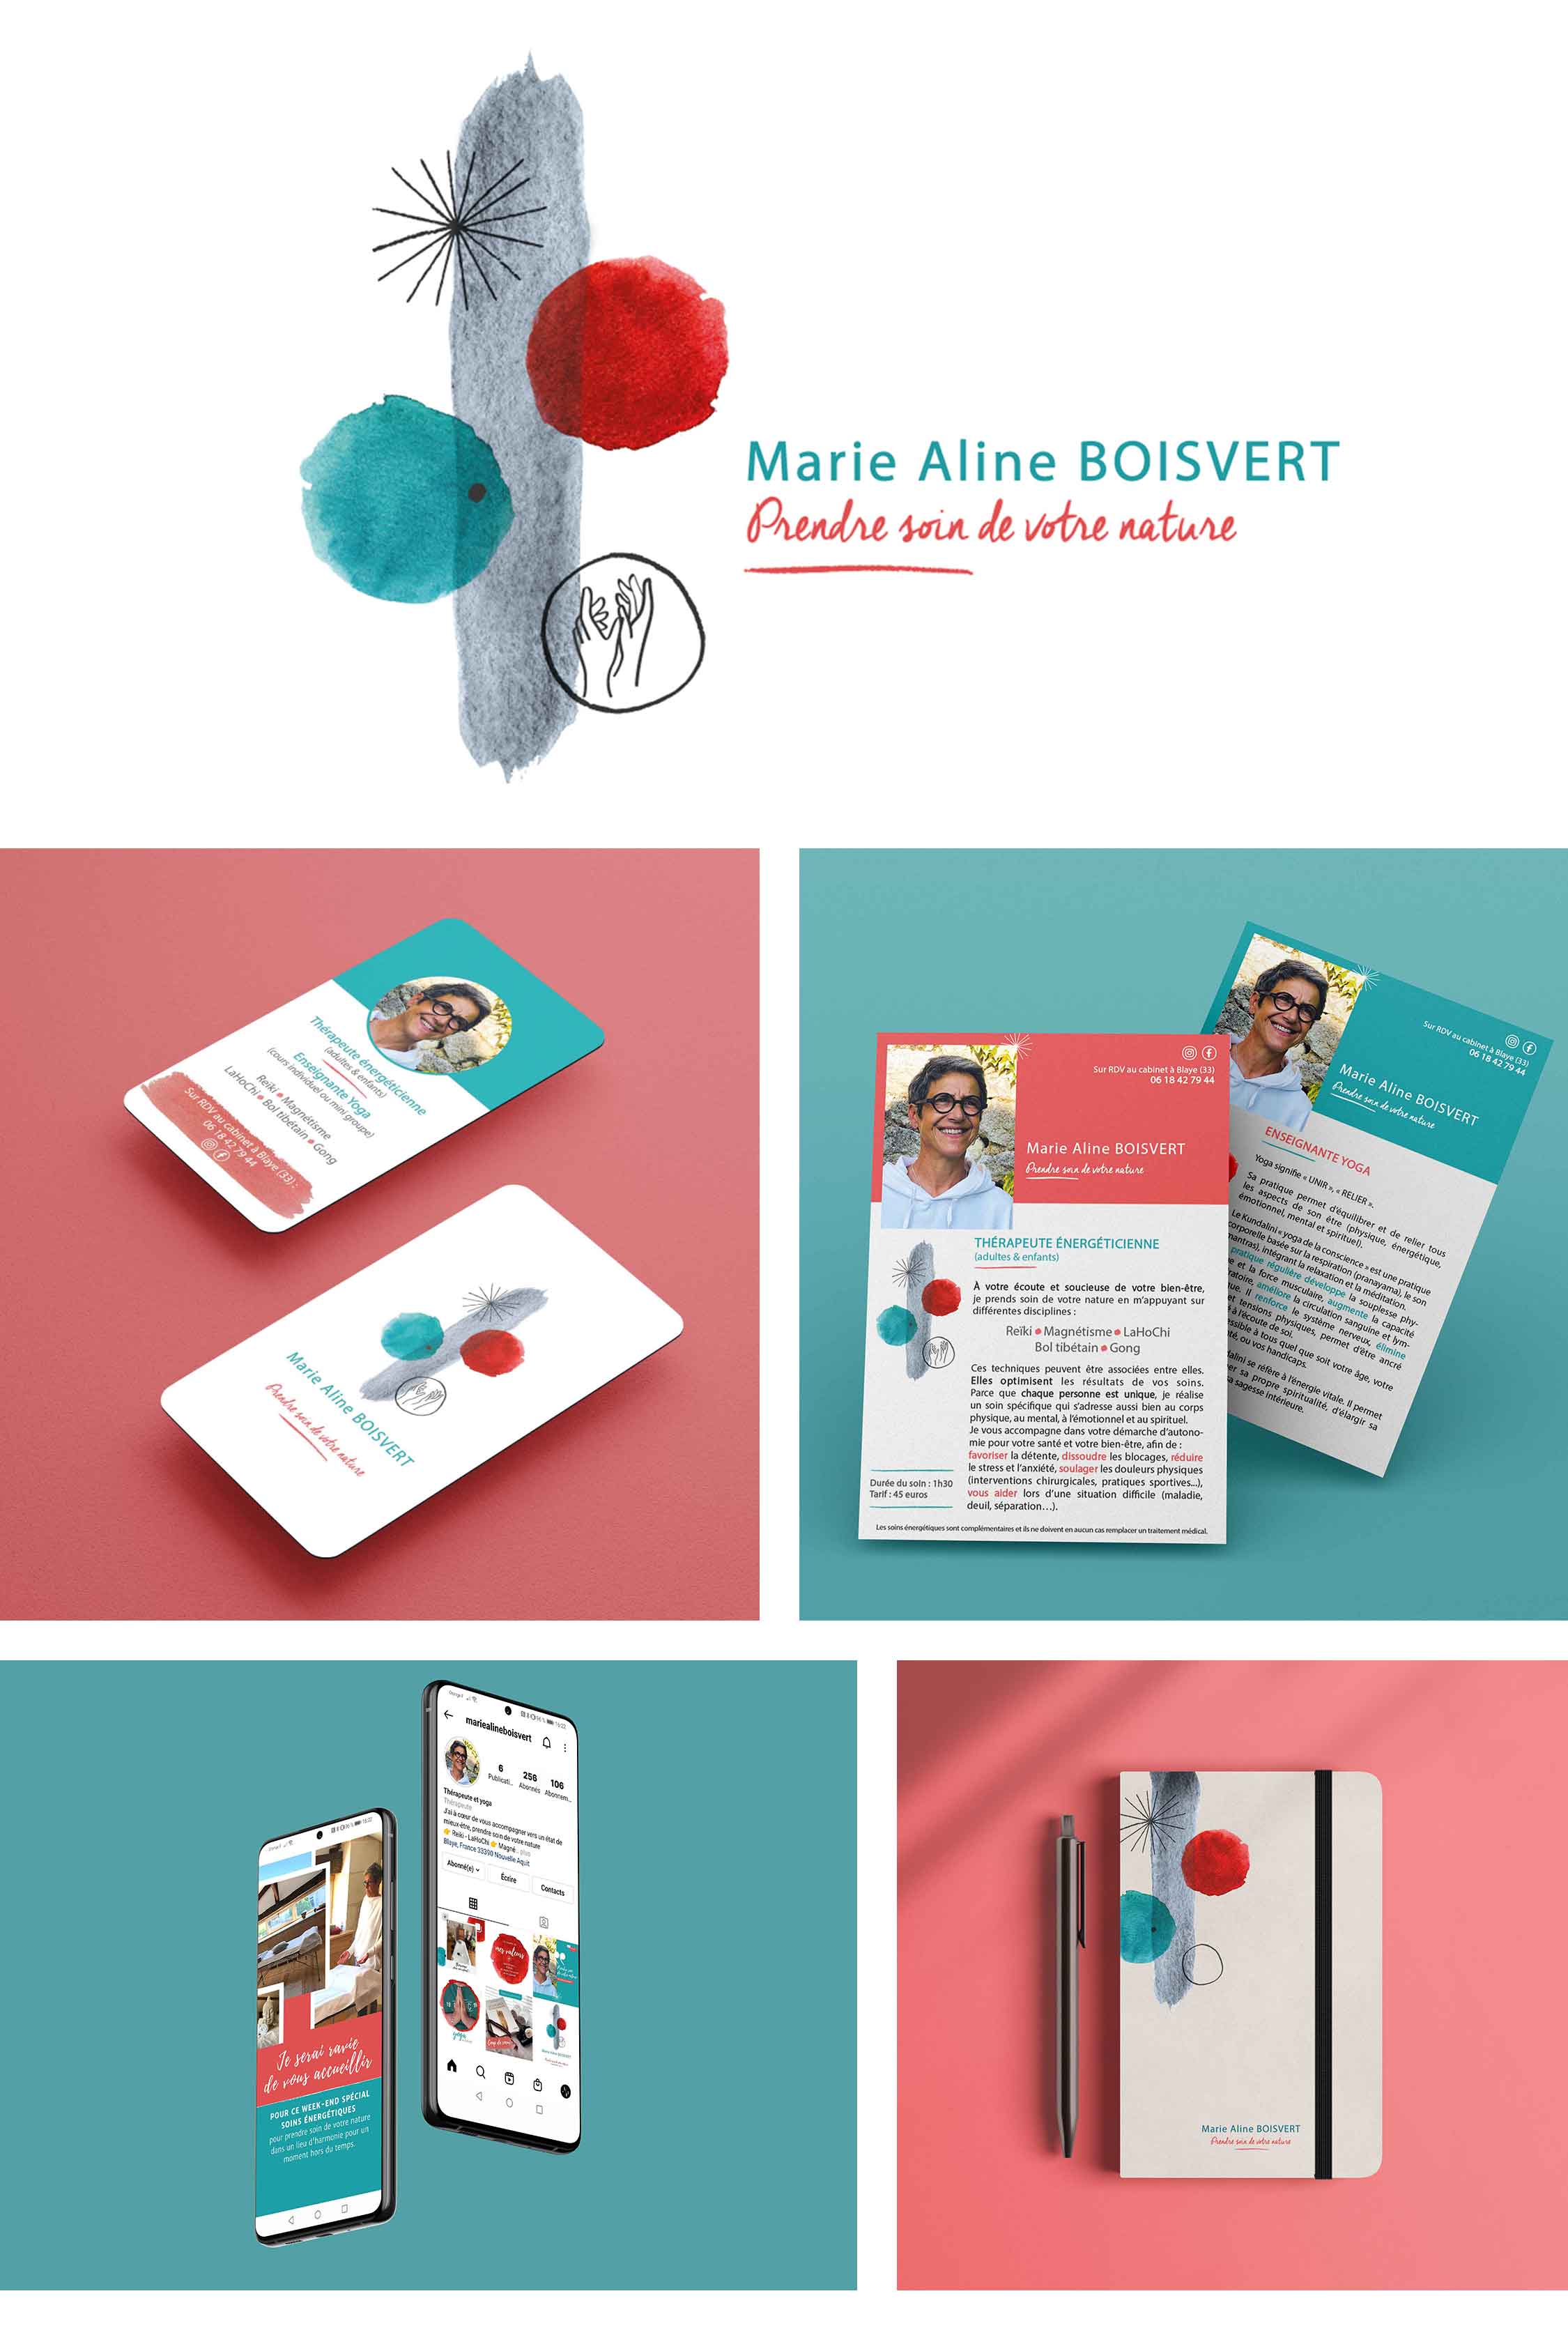 Marie Aline BOISVERT
Prendre soin de votre nature
Thérapeute énergéticienne
(adultes & enfants)
Enseignante Yoga
(cours individuel ou mini groupe)
Reïki • Magnétisme
LaHoChi • Bol tibétain • Gong
Sur RDV au cabinet à Blaye (33) :
06 18 42 79 44
Marie Aline BOISVERT
Prendre soin de votre nature
Sur RDV au cabinet à Blaye (33)
06 18 42 79 44
Marie Aline BOISVERT
Prendre soin de votre nature
THÉRAPEUTE ÉNERGÉTICIENNE
(adultes & enfants)
À votre écoute et soucieuse de votre bien-être,
je prends soin de votre nature en m'appuyant sur
différentes disciplines :
Reïki • Magnétisme • LaHoChi
Bol tibétain • Gong
Ces techniques peuvent être associées entre elles.
Elles optimisent les résultats de vos soins.
Parce que chaque personne est unique, je réalise
un soin spécifique qui s'adresse aussi bien au corps
physique, au mental, à l'émotionnel et au spirituel.
Je vous accompagne dans votre démarche d'autono-
mie pour votre santé et votre bien-être, afin de :
favoriser la détente, dissoudre les blocages, réduire
le stress et l'anxiété, soulager les douleurs physiques
(interventions chirurgicales, pratiques sportives...),
vous aider lors d'une situation difficile (maladie,
deuil, séparation…).
Durée du soin : 1h30
Tarif : 45 euros
Les soins énergétiques sont complémentaires et ils ne doivent en aucun cas remplacer un traitement médical.
Sur RDV au cabinet à Blaye (33)
06 18 42 79 44
Marie Aline BOISVERT
Prendre soin de votre nature
ENSEIGNANTE YOGA
Yoga signifie « UNIR », « RELIER ».
Sa pratique permet d'équilibrer et de relier tous
les aspects de son être (physique, énergétique,
émotionnel, mental et spirituel).
Le Kundalini « yoga de la conscience » est une pratique
corporelle basée sur la respiration (pranayama), le son
(mantras), intégrant la relaxation et la méditation.
pratique régulière développe la souplesse phy-
et la force musculaire, augmente la capacité
améliore la circulation sanguine et lym-
Il renforce le système nerveux, élimine
tensions physiques, permet d'être ancré
à l'écoute de soi.
à tous quel que soit votre âge, votre
ou vos handicaps.
se réfère à l'énergie vitale. Il permet
sa propre spiritualité, d'élargir sa
sagesse intérieure.
Je serai ravie
de vous accueillir
POUR CE WEEK-END SPÉCIAL
SOINS ÉNERGÉTIQUES
pour prendre soin de votre nature
dans un lieu d'harmonie pour un
moment hors du temps.
mariealineboisvert
6 256 106
Publicati... Abonnés Abonnem...
Thérapeute et yoga
Thérapeute
J'ai à cœur de vous accompagner vers un état de
mieux-être, prendre soin de votre nature
Reiki - LaHoChi Magné... plus
Blaye, France 33390 Nouvelle Aquit
Abonné(e) Écrire Contacts
mes valeurs
yoga
Marie Aline BOISVERT
Prendre soin de votre nature